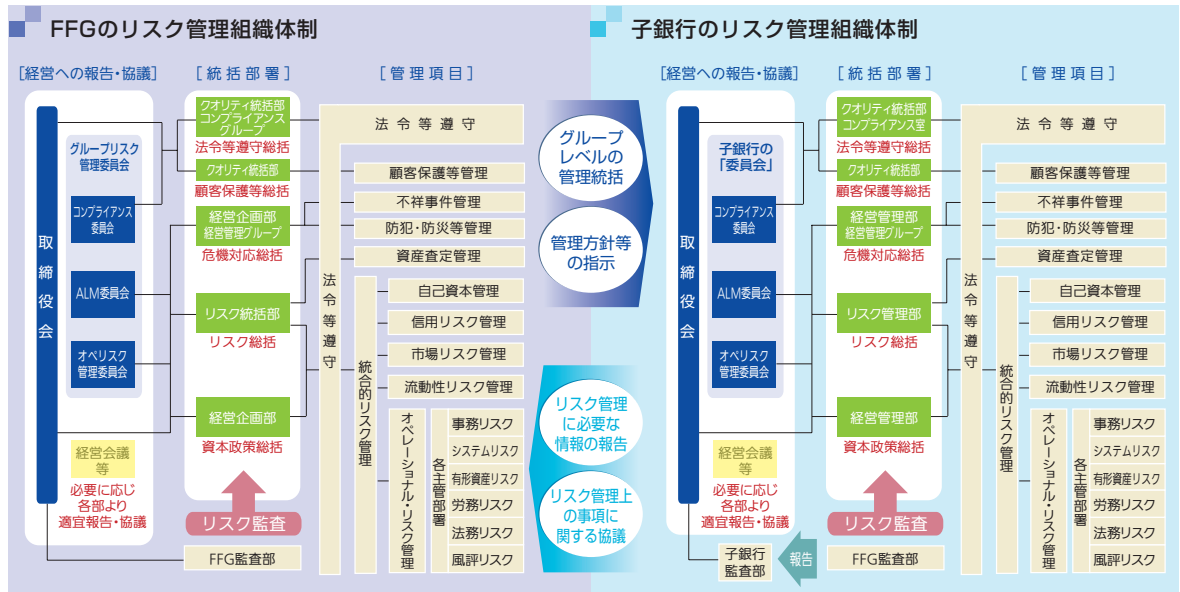 FFGのリスク管理組織体制
[経営への報告・協議]
[統括部署]
[管理項目]
取締役会
グループリスク
管理委員会
コンプライアンス
委員会
ALM委員会
オペリスク
管理委員会
経営会議
等
必要に応じ
各部より
適宜報告・協議
クオリティ統括部
コンプライアンス
グループ
法令等遵守総括
クオリティ統括部
顧客保護等総括
経営企画部
経営管理グループ
危機対応総括
リスク統括部
リスク総括
経営企画部
資本政策総括
リスク監査
FFG監査部
法令等遵守
法令等遵守
顧客保護等管理
不祥事件管理
防犯・防災等管理
資産査定管理
統合的リスク管理
自己資本管理
信用リスク管理
市場リスク管理
流動性リスク管理
オペレーショナル・リスク管理
各主管部署
事務リスク
システムリスク
有形資産リスク
労務リスク
法務リスク
風評リスク
グループ
レベルの
管理統括
管理方針等
の指示
リスク管理
に必要な
情報の報告
リスク管理上
の事項に
関する協議
子銀行のリスク管理組織体制
[経営への報告・協議]
[統括部署]
[管理項目]
取締役会
子銀行の
「委員会」
コンプライアンス
委員会
ALM委員会
オペリスク
管理委員会
経営会議
等
必要に応じ
各部より
適宜報告・協議
クオリティ統括部
コンプライアンス室
法令等遵守総括
クオリティ統括部
顧客保護等総括
経営管理部
経営管理グループ
危機対応総括
リスク管理部
リスク総括
経営管理部
資本政策総括
リスク監査
子銀行
監査部
報告
FFG監査部
法令等遵守
法令等遵守
顧客保護等管理
不祥事件管理
防犯・防災等管理
資産査定管理
統合的リスク管理
自己資本管理
信用リスク管理
市場リスク管理
流動性リスク管理
オペレーショナル・リスク管理
各主管部署
事務リスク
システムリスク
有形資産リスク
労務リスク
法務リスク
風評リスク